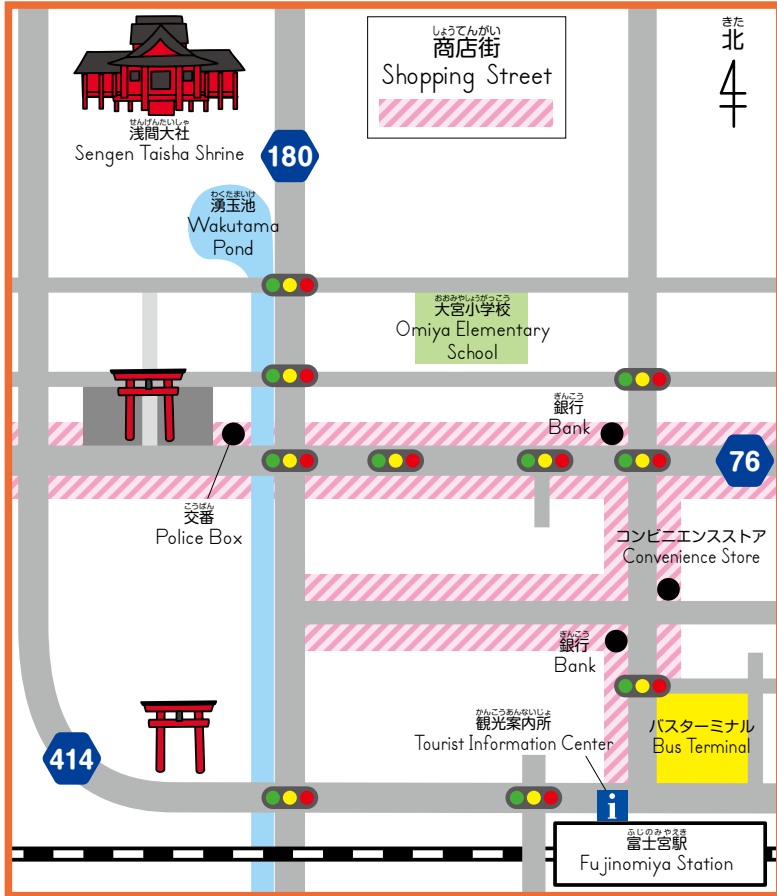 しょうてんがい
商店街
Shopping Street
きた
北
せんげんたいしゃ
浅間大社
Sengen Taisha Shrine
180
わくたまいけ
湧玉池
Wakutama
Pond
おおみやしょうがっこう
大宮小学校
Omiya Elementary
School
ぎんこう
銀行
Bank
76
こうばん
交番
Police Box
コンビニエンスストア
Convenience Store
ぎんこう
銀行
Bank
かんこうあんないじょ
観光案内所
Tourist Information Center
バスターミナル
Bus Terminal
414
i
ふじのみやえき
富士宮駅
Fujinomiya Station